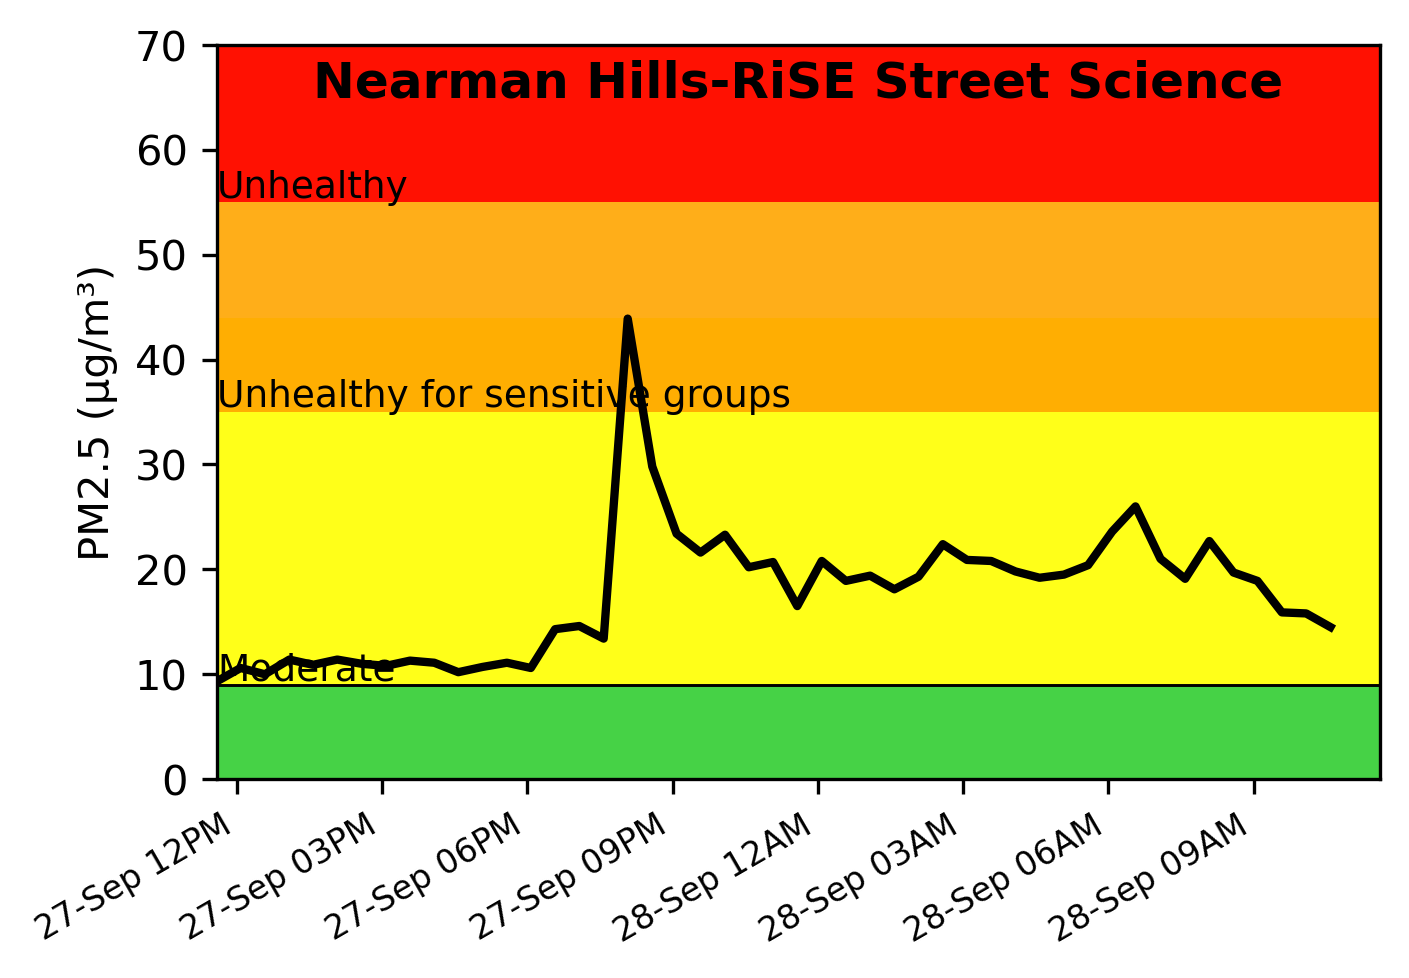 Nearman Hills-RiSE Street Science
70
60
Unhealthy
50
PM2.5 (µg/m³)
40
Unhealthy for sensitive groups
30
20
10
Moderate
0
27-Sep 12PM
27-Sep 03PM
27-Sep 06PM
27-Sep 09PM
28-Sep 12AM
28-Sep 03AM
28-Sep 06AM
28-Sep 09AM